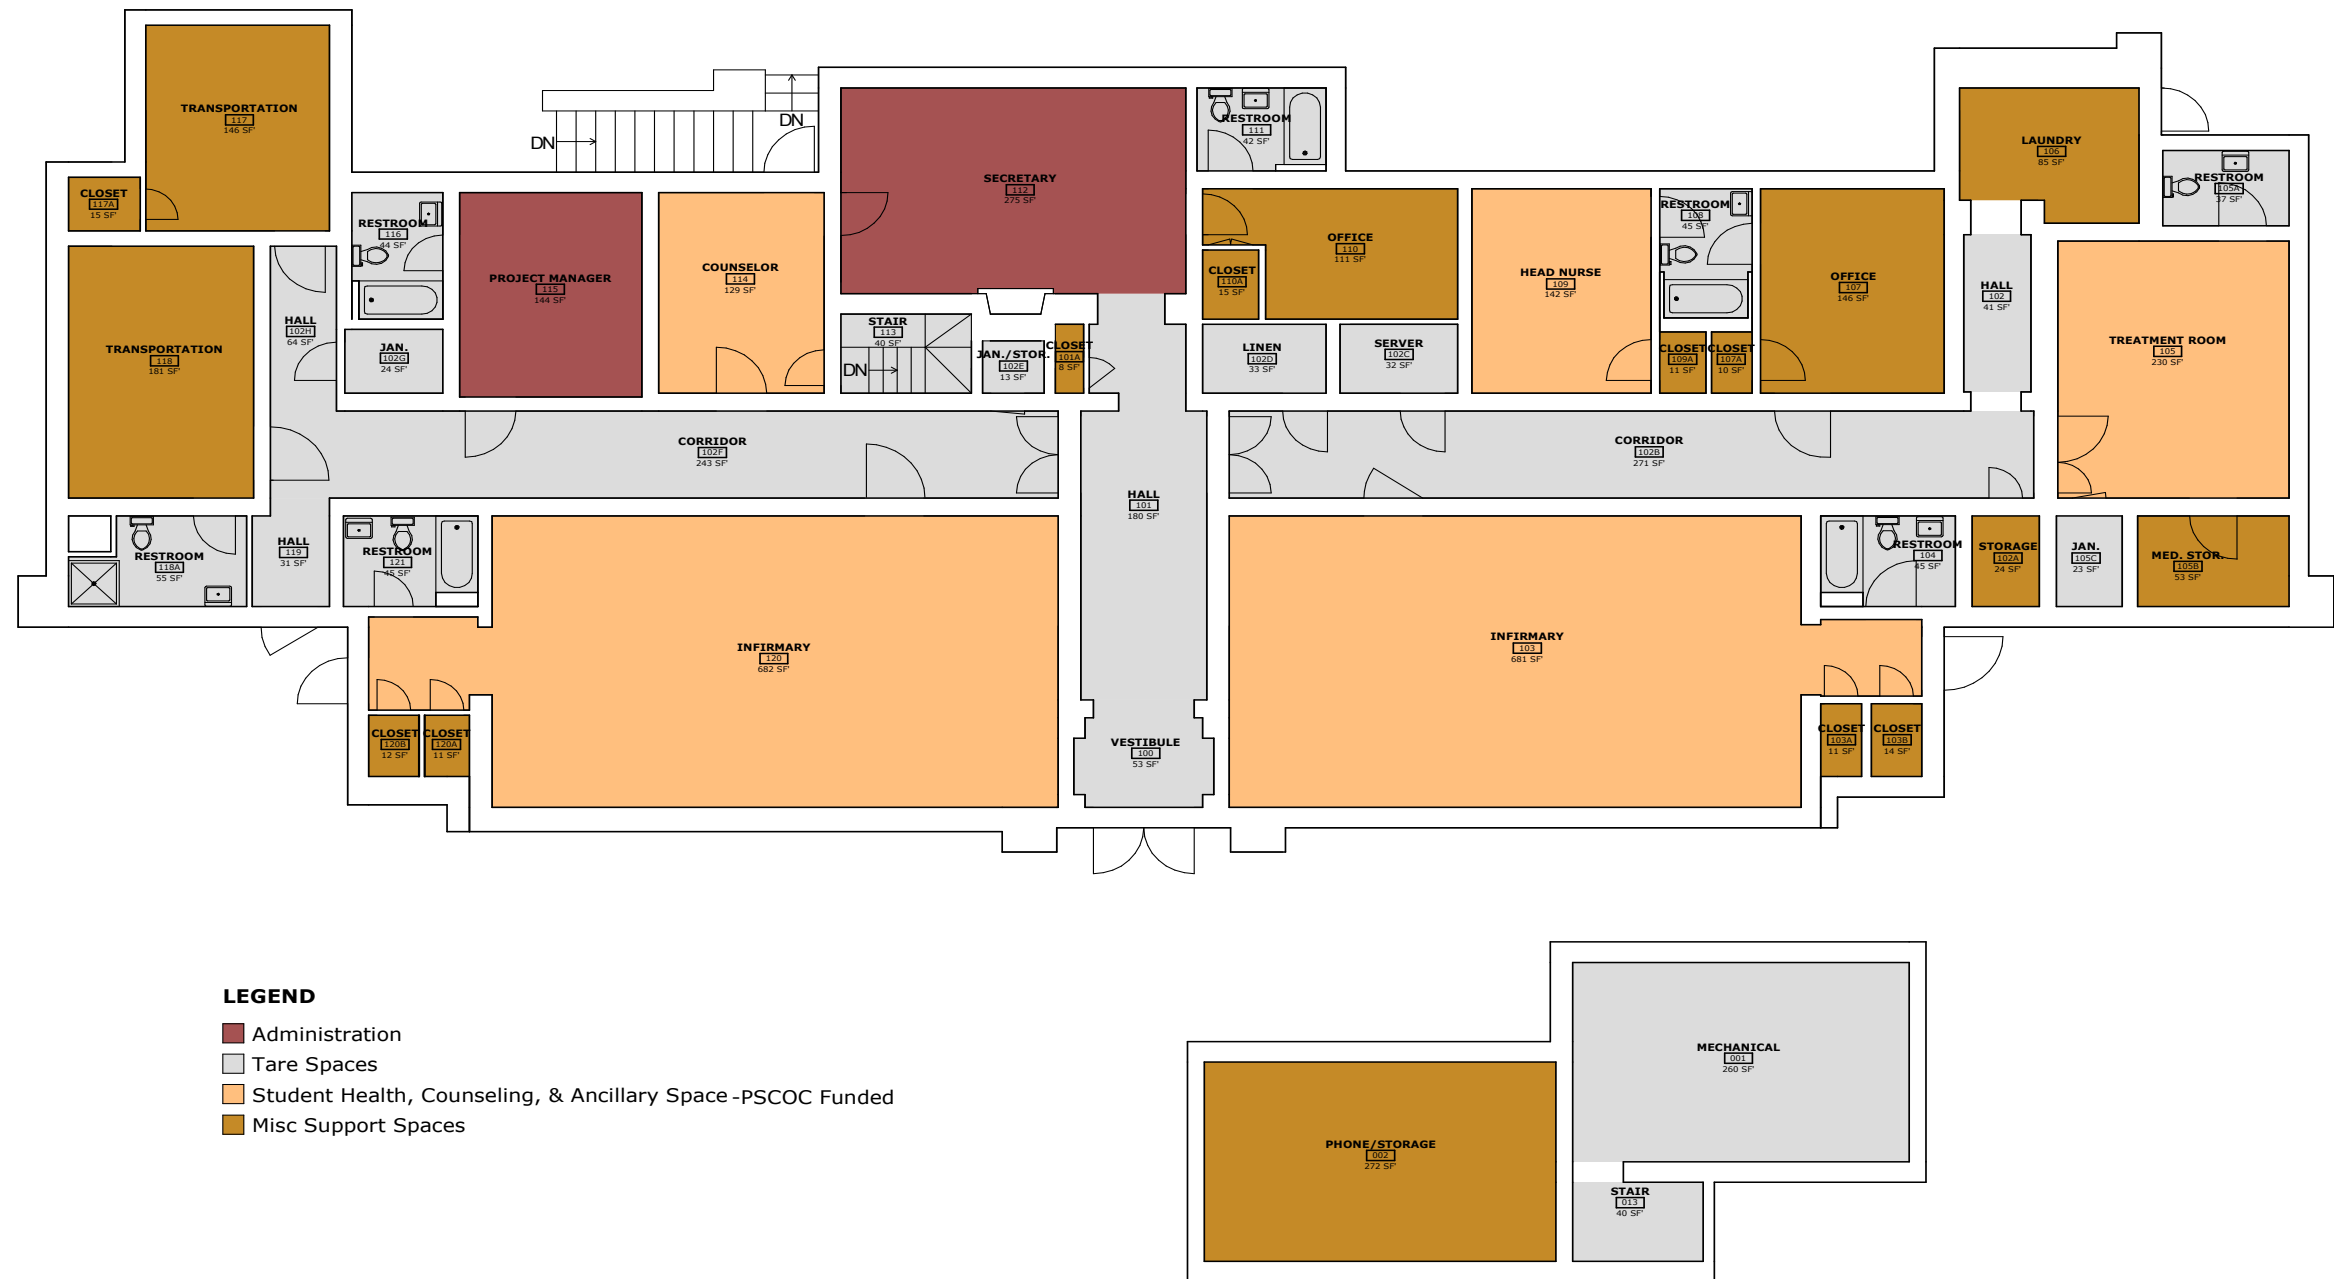 TRANSPORTATION
117
146 SF'
CLOSET
117A
15 SF'
DN
DN
SECRETARY
112
275 SF'
RESTROOM
111
42 SF'
LAUNDRY
106
85 SF'
RESTROOM
105A
37 SF'
RESTROOM
116
44 SF'
PROJECT MANAGER
115
144 SF'
COUNSELOR
114
129 SF'
OFFICE
110
111 SF'
CLOSET
110A
15 SF'
HEAD NURSE
109
142 SF'
RESTROOM
108
45 SF'
OFFICE
107
146 SF'
HALL
102
41 SF'
TREATMENT ROOM
105
230 SF'
TRANSPORTATION
118
181 SF'
HALL
102H
64 SF'
JAN.
102G
24 SF'
STAIR
113
40 SF'
DN
JAN./STOR.
102E
13 SF'
CLOSET
101A
8 SF'
LINEN
102D
33 SF'
SERVER
102C
32 SF'
CLOSET
109A
11 SF'
CLOSET
107A
10 SF'
CORRIDOR
102F
243 SF'
CORRIDOR
102B
271 SF'
HALL
101
180 SF'
RESTROOM
118A
55 SF'
HALL
119
31 SF'
RESTROOM
121
45 SF'
RESTROOM
104
45 SF'
STORAGE
102A
24 SF'
JAN.
105C
23 SF'
MED. STOR.
105B
53 SF'
INFIRMARY
120
682 SF'
INFIRMARY
103
681 SF'
CLOSET
120B
12 SF'
CLOSET
120A
11 SF'
VESTIBULE
100
53 SF'
CLOSET
103A
11 SF'
CLOSET
103B
14 SF'
LEGEND
Administration
Tare Spaces
Student Health, Counseling, & Ancillary Space -PSCOC Funded
Misc Support Spaces
MECHANICAL
001
260 SF'
PHONE/STORAGE
002
272 SF'
STAIR
013
40 SF'